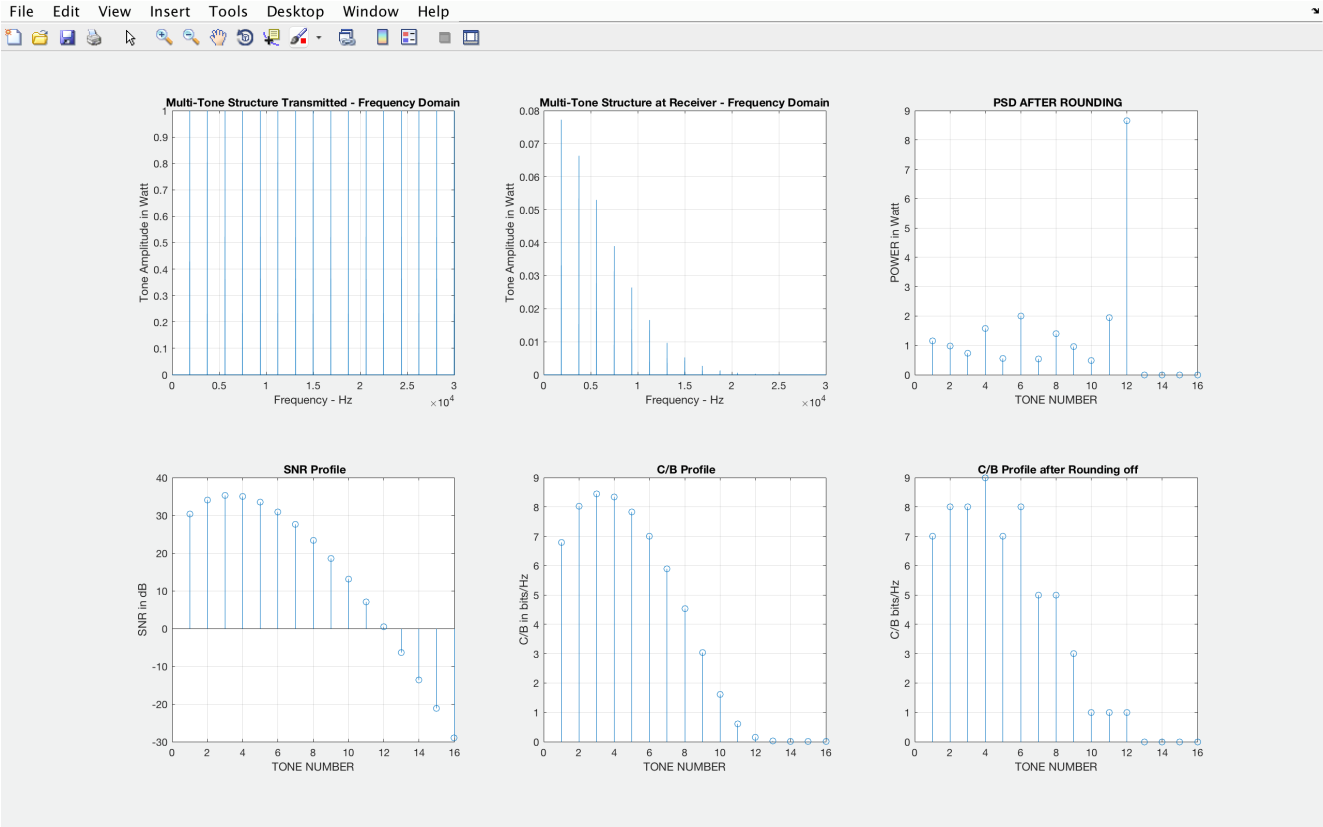 File Edit View Insert Tools Desktop Window Help
Multi-Tone Structure Transmitted - Frequency Domain
1
0.9
0.8
0.7
0.6
0.5
0.4
0.3
0.2
0.1
0
Tone Amplitude in Watt
0 0.5 1 1.5 2 2.5 3
Frequency - Hz
×10^4
Multi-Tone Structure at Receiver - Frequency Domain
0.08
0.07
0.06
0.05
0.04
0.03
0.02
0.01
0
Tone Amplitude in Watt
0 0.5 1 1.5 2 2.5 3
Frequency - Hz
×10^4
PSD AFTER ROUNDING
9
8
7
6
5
4
3
2
1
0
POWER in Watt
0 2 4 6 8 10 12 14 16
TONE NUMBER
SNR Profile
40
30
20
10
0
-10
-20
-30
SNR in dB
0 2 4 6 8 10 12 14 16
TONE NUMBER
C/B Profile
9
8
7
6
5
4
3
2
1
0
C/B in bits/Hz
0 2 4 6 8 10 12 14 16
TONE NUMBER
C/B Profile after Rounding off
9
8
7
6
5
4
3
2
1
0
C/B bits/Hz
0 2 4 6 8 10 12 14 16
TONE NUMBER